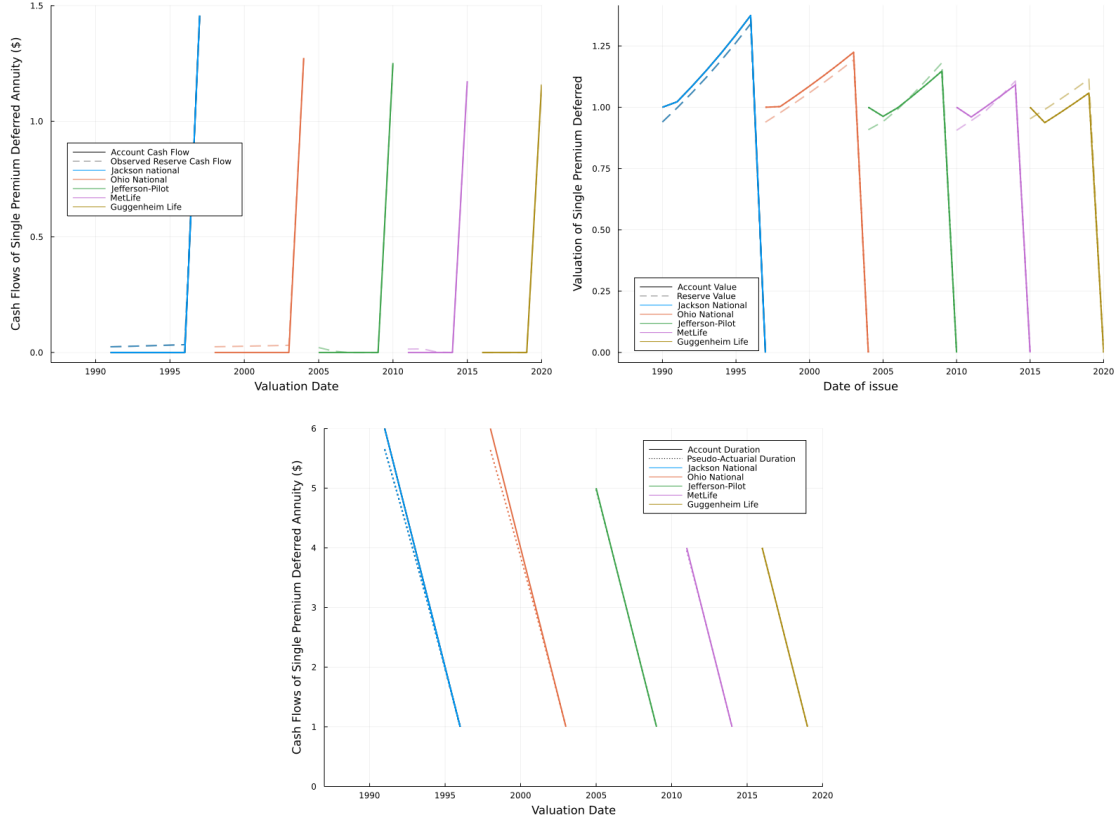 Cash Flows of Single Premium Deferred Annuity ($)
1.5
1.0
0.5
0.0
Account Cash Flow
Observed Reserve Cash Flow
Jackson national
Ohio National
Jefferson-Pilot
MetLife
Guggenheim Life
1990 1995 2000 2005 2010 2015 2020
Valuation Date
Valuation of Single Premium Deferred
1.25
1.00
0.75
0.50
0.25
0.00
Account Value
Reserve Value
Jackson National
Ohio National
Jefferson-Pilot
MetLife
Guggenheim Life
1990 1995 2000 2005 2010 2015 2020
Date of issue
Cash Flows of Single Premium Deferred Annuity ($)
6
5
4
3
2
1
0
Account Duration
Pseudo-Actuarial Duration
Jackson National
Ohio National
Jefferson-Pilot
MetLife
Guggenheim Life
1990 1995 2000 2005 2010 2015 2020
Valuation Date